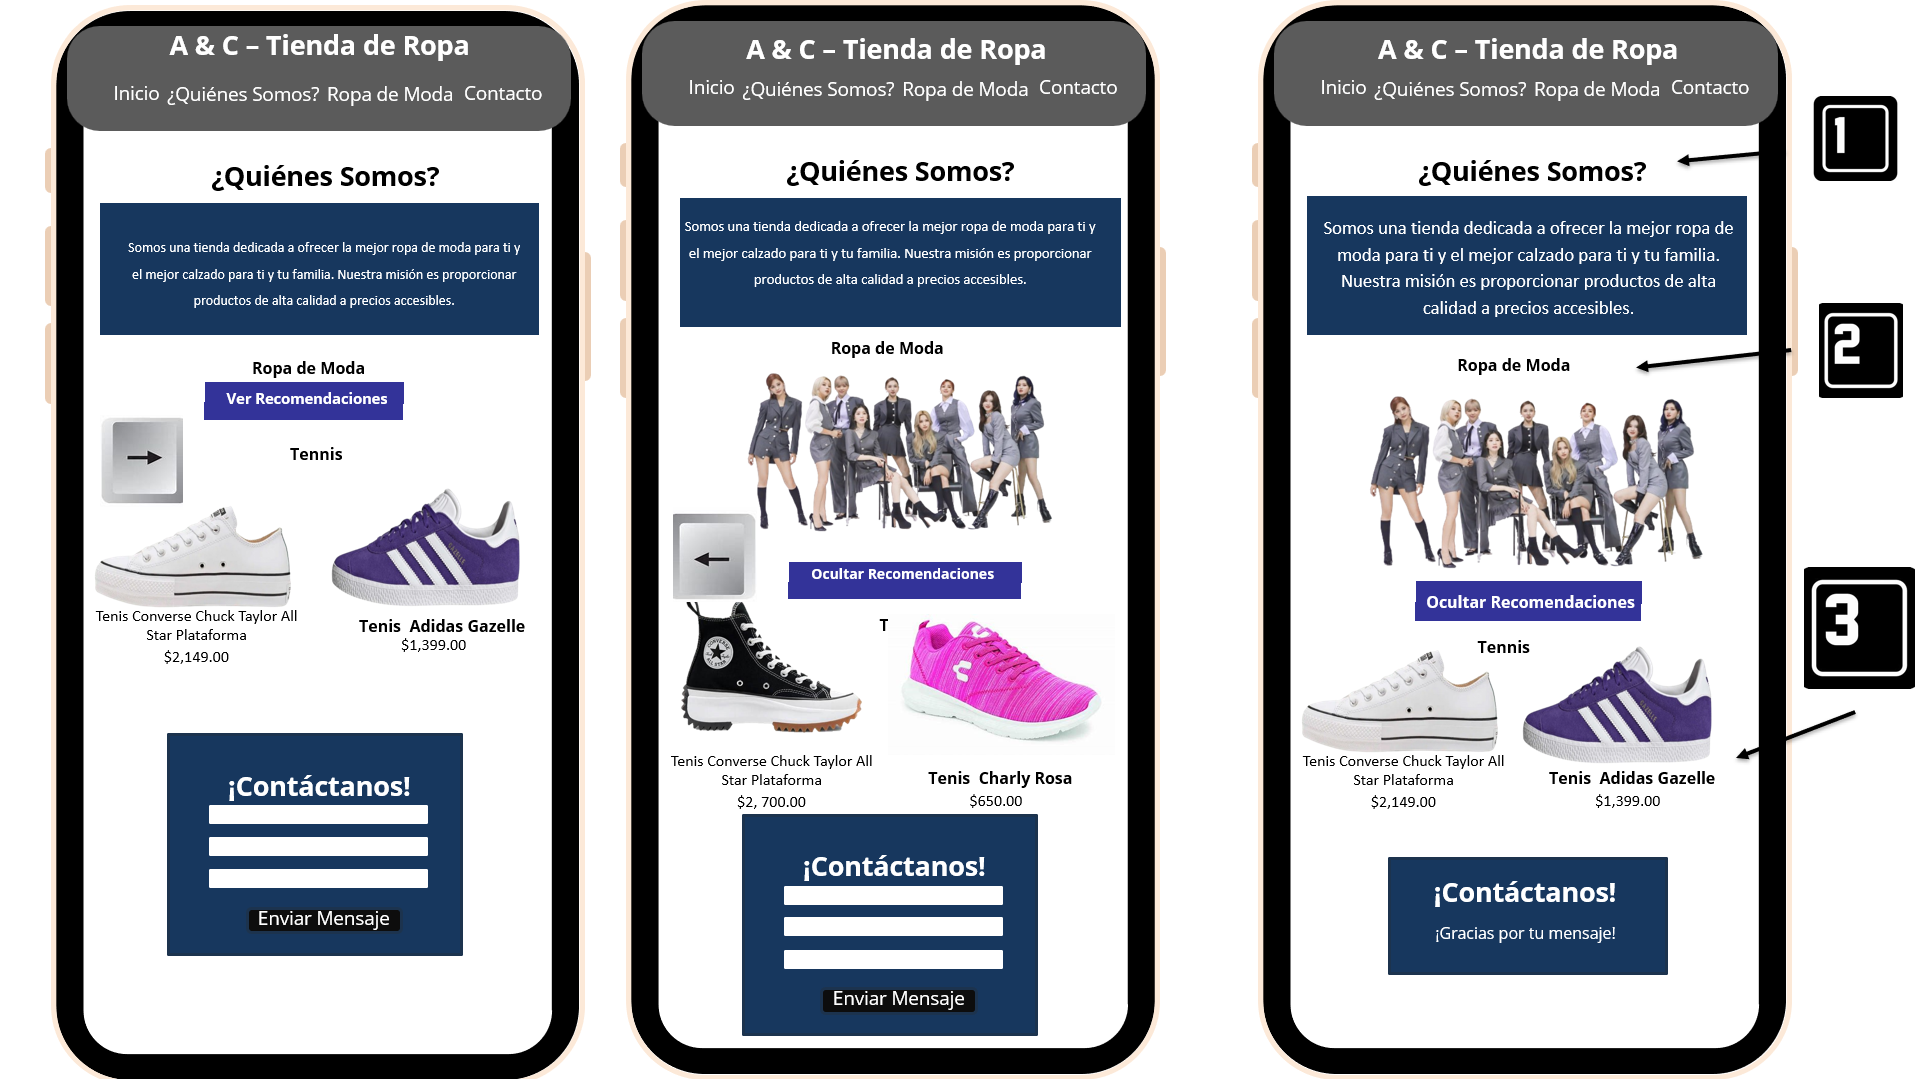 A & C – Tienda de Ropa
Inicio ¿Quiénes Somos? Ropa de Moda Contacto
¿Quiénes Somos?
Somos una tienda dedicada a ofrecer la mejor ropa de moda para ti y
el mejor calzado para ti y tu familia. Nuestra misión es proporcionar
productos de alta calidad a precios accesibles.
Ropa de Moda
Ver Recomendaciones
Tennis
Tenis Converse Chuck Taylor All
Star Plataforma
$2,149.00
Tenis Adidas Gazelle
$1,399.00
¡Contáctanos!
Enviar Mensaje
A & C – Tienda de Ropa
Inicio ¿Quiénes Somos? Ropa de Moda Contacto
¿Quiénes Somos?
Somos una tienda dedicada a ofrecer la mejor ropa de moda para ti y
el mejor calzado para ti y tu familia. Nuestra misión es proporcionar
productos de alta calidad a precios accesibles.
Ropa de Moda
Ocultar Recomendaciones
T
Tenis Converse Chuck Taylor All
Star Plataforma
$2, 700.00
Tenis Charly Rosa
$650.00
¡Contáctanos!
Enviar Mensaje
A & C – Tienda de Ropa
Inicio ¿Quiénes Somos? Ropa de Moda Contacto
¿Quiénes Somos?
Somos una tienda dedicada a ofrecer la mejor ropa de
moda para ti y el mejor calzado para ti y tu familia.
Nuestra misión es proporcionar productos de alta
calidad a precios accesibles.
Ropa de Moda
Ocultar Recomendaciones
Tennis
Tenis Converse Chuck Taylor All
Star Plataforma
$2,149.00
Tenis Adidas Gazelle
$1,399.00
¡Contáctanos!
¡Gracias por tu mensaje!
1
2
3